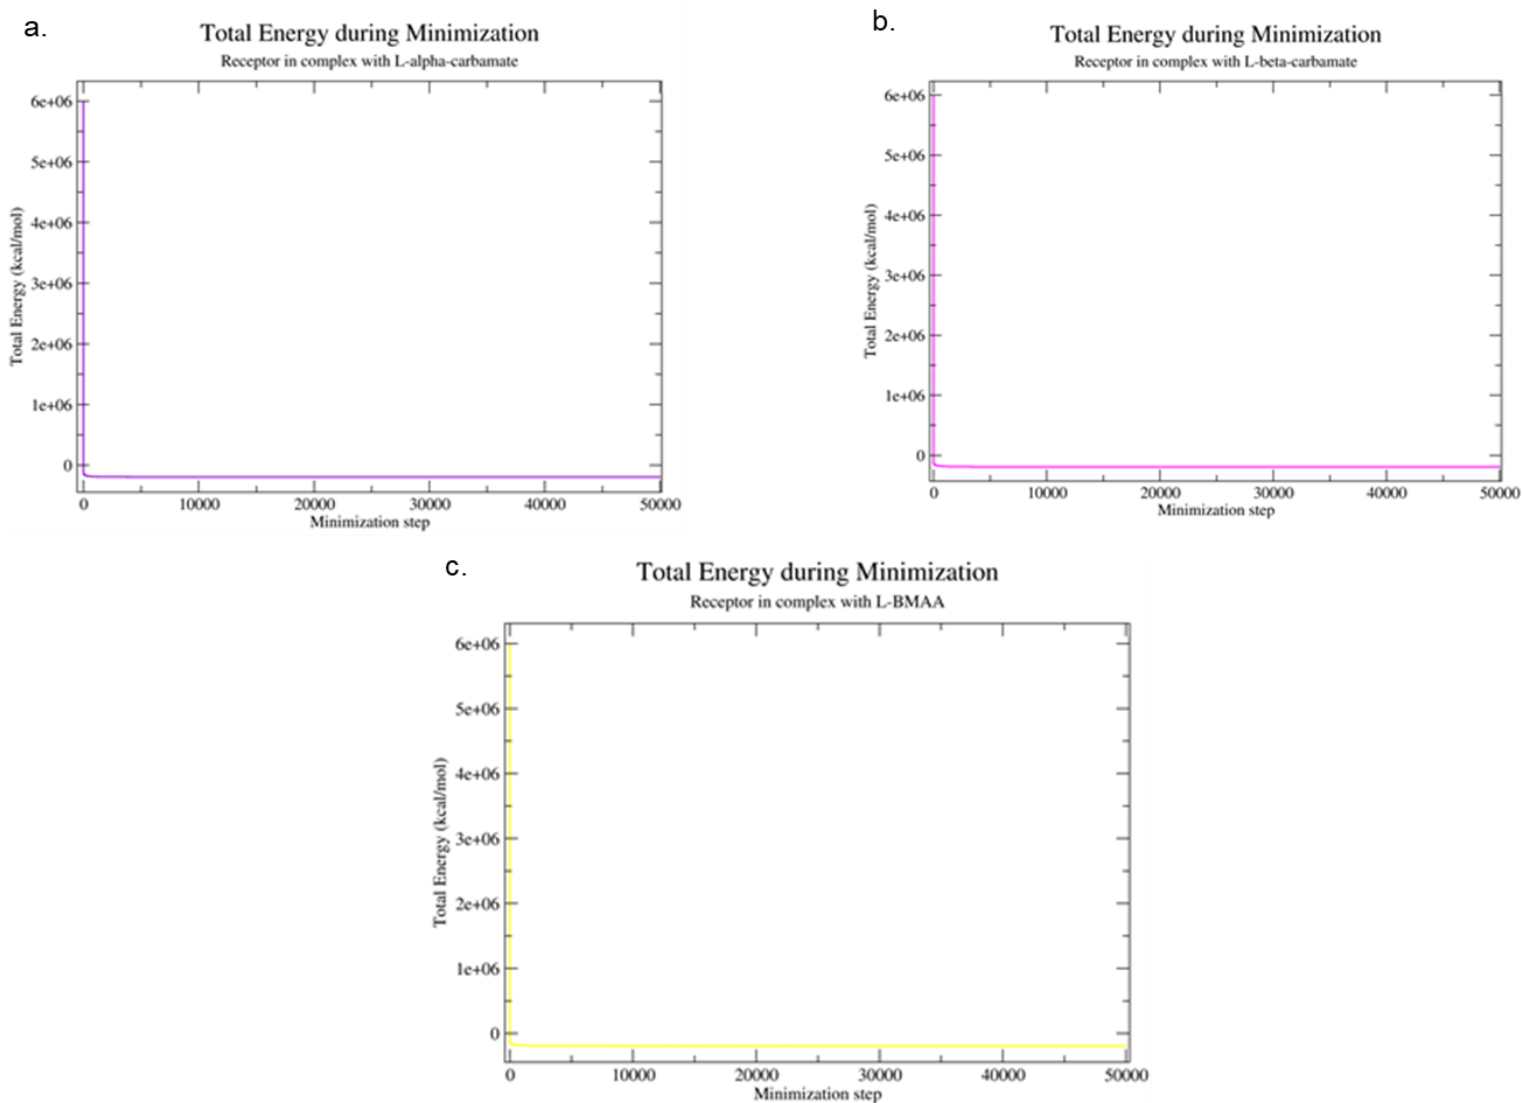 a.
Total Energy during Minimization
Receptor in complex with L-alpha-carbamate
6e+06
5e+06
4e+06
3e+06
2e+06
1e+06
0
Total Energy (kcal/mol)
0 10000 20000 30000 40000 50000
Minimization step
b.
Total Energy during Minimization
Receptor in complex with L-beta-carbamate
6e+06
5e+06
4e+06
3e+06
2e+06
1e+06
0
Total Energy (kcal/mol)
0 10000 20000 30000 40000 50000
Minimization step
c.
Total Energy during Minimization
Receptor in complex with L-BMAA
6e+06
5e+06
4e+06
3e+06
2e+06
1e+06
0
Total Energy (kcal/mol)
0 10000 20000 30000 40000 50000
Minimization step